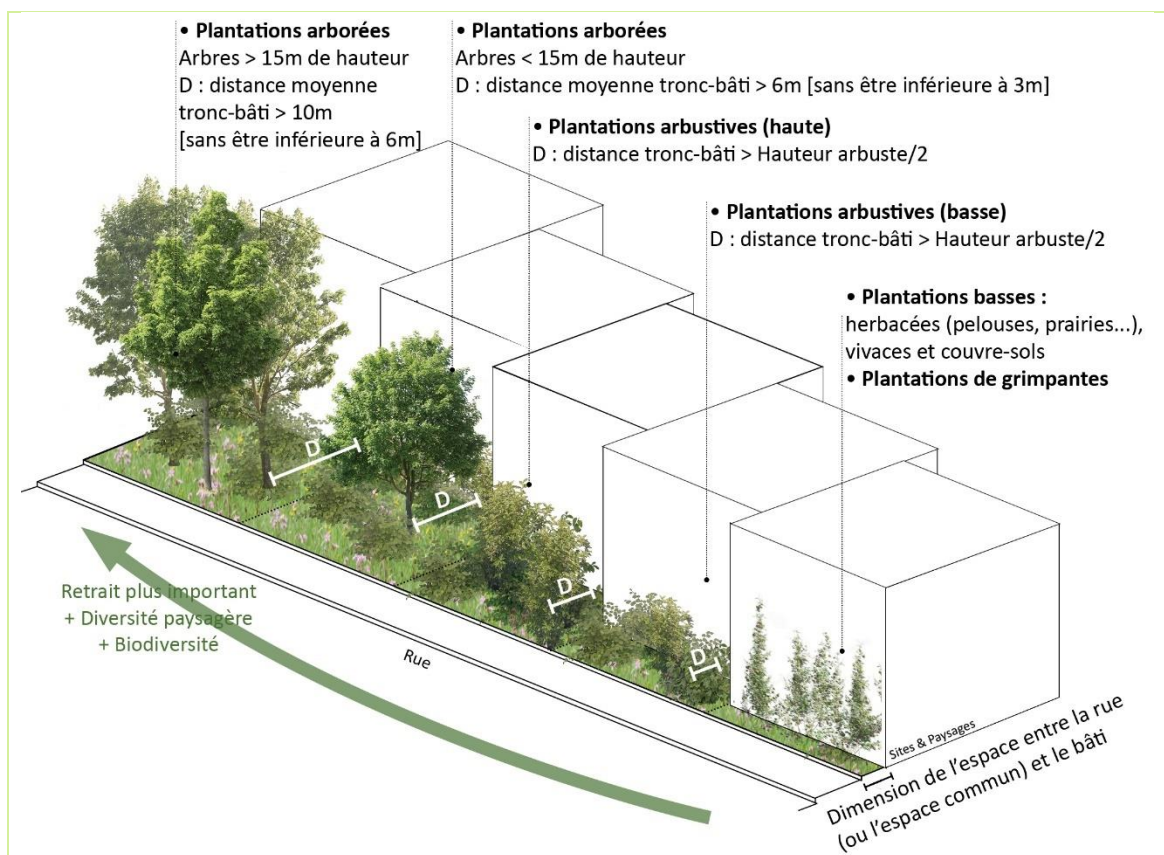 • Plantations arborées
Arbres > 15m de hauteur
D : distance moyenne
tronc-bâti > 10m
[sans être inférieure à 6m]
• Plantations arborées
Arbres < 15m de hauteur
D : distance moyenne tronc-bâti > 6m [sans être inférieure à 3m]
• Plantations arbustives (haute)
D : distance tronc-bâti > Hauteur arbuste/2
• Plantations arbustives (basse)
D : distance tronc-bâti > Hauteur arbuste/2
• Plantations basses :
herbacées (pelouses, prairies...),
vivaces et couvre-sols
• Plantations de grimpantes
D
D
D
D
Retrait plus important
+ Diversité paysagère
+ Biodiversité
Rue
Sites & Paysages
Dimension de l'espace entre la rue
(ou l'espace commun) et le bâti